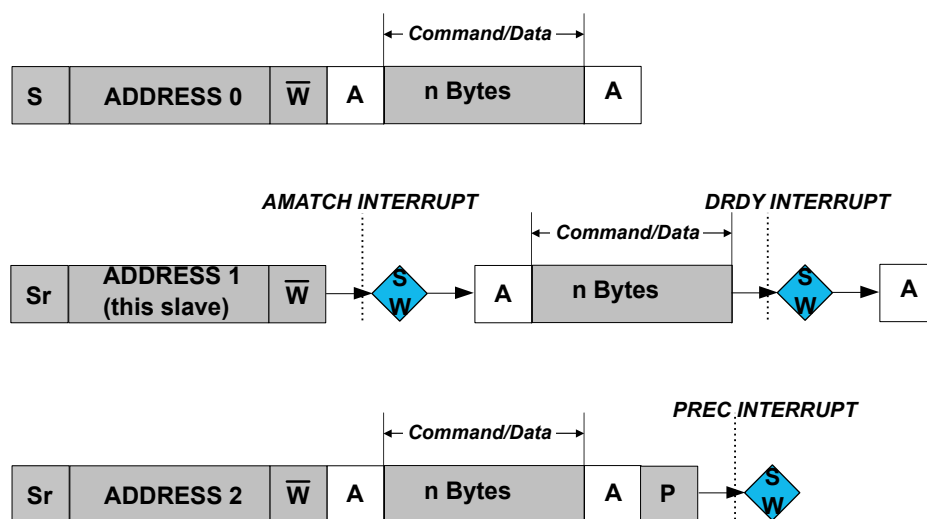 Command/Data
S ADDRESS 0 W̅ A n Bytes A
AMATCH INTERRUPT DRDY INTERRUPT
Command/Data
Sr ADDRESS 1 (this slave) W̅ S W A n Bytes S W A
PREC INTERRUPT
Command/Data
Sr ADDRESS 2 W̅ A n Bytes A P S W